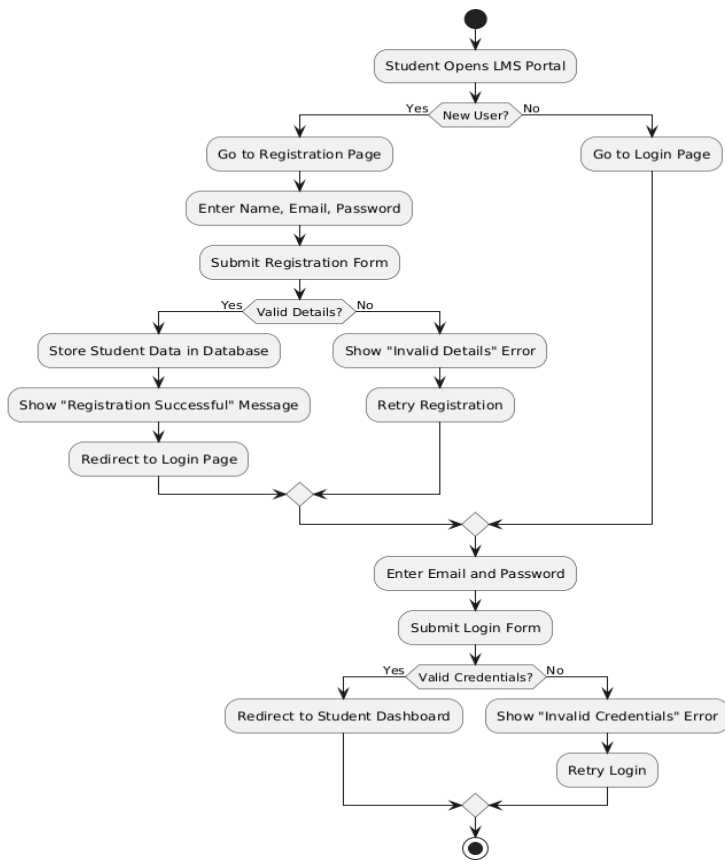 Student Opens LMS Portal
Yes
New User?
No
Go to Registration Page
Go to Login Page
Enter Name, Email, Password
Submit Registration Form
Yes
Valid Details?
No
Store Student Data in Database
Show "Invalid Details" Error
Show "Registration Successful" Message
Retry Registration
Redirect to Login Page
Enter Email and Password
Submit Login Form
Yes
Valid Credentials?
No
Redirect to Student Dashboard
Show "Invalid Credentials" Error
Retry Login